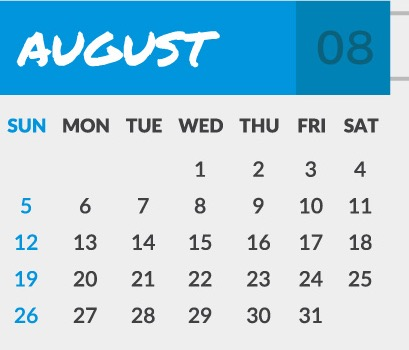 AUGUST 08
SUN MON TUE WED THU FRI SAT
1 2 3 4
5 6 7 8 9 10 11
12 13 14 15 16 17 18
19 20 21 22 23 24 25
26 27 28 29 30 31